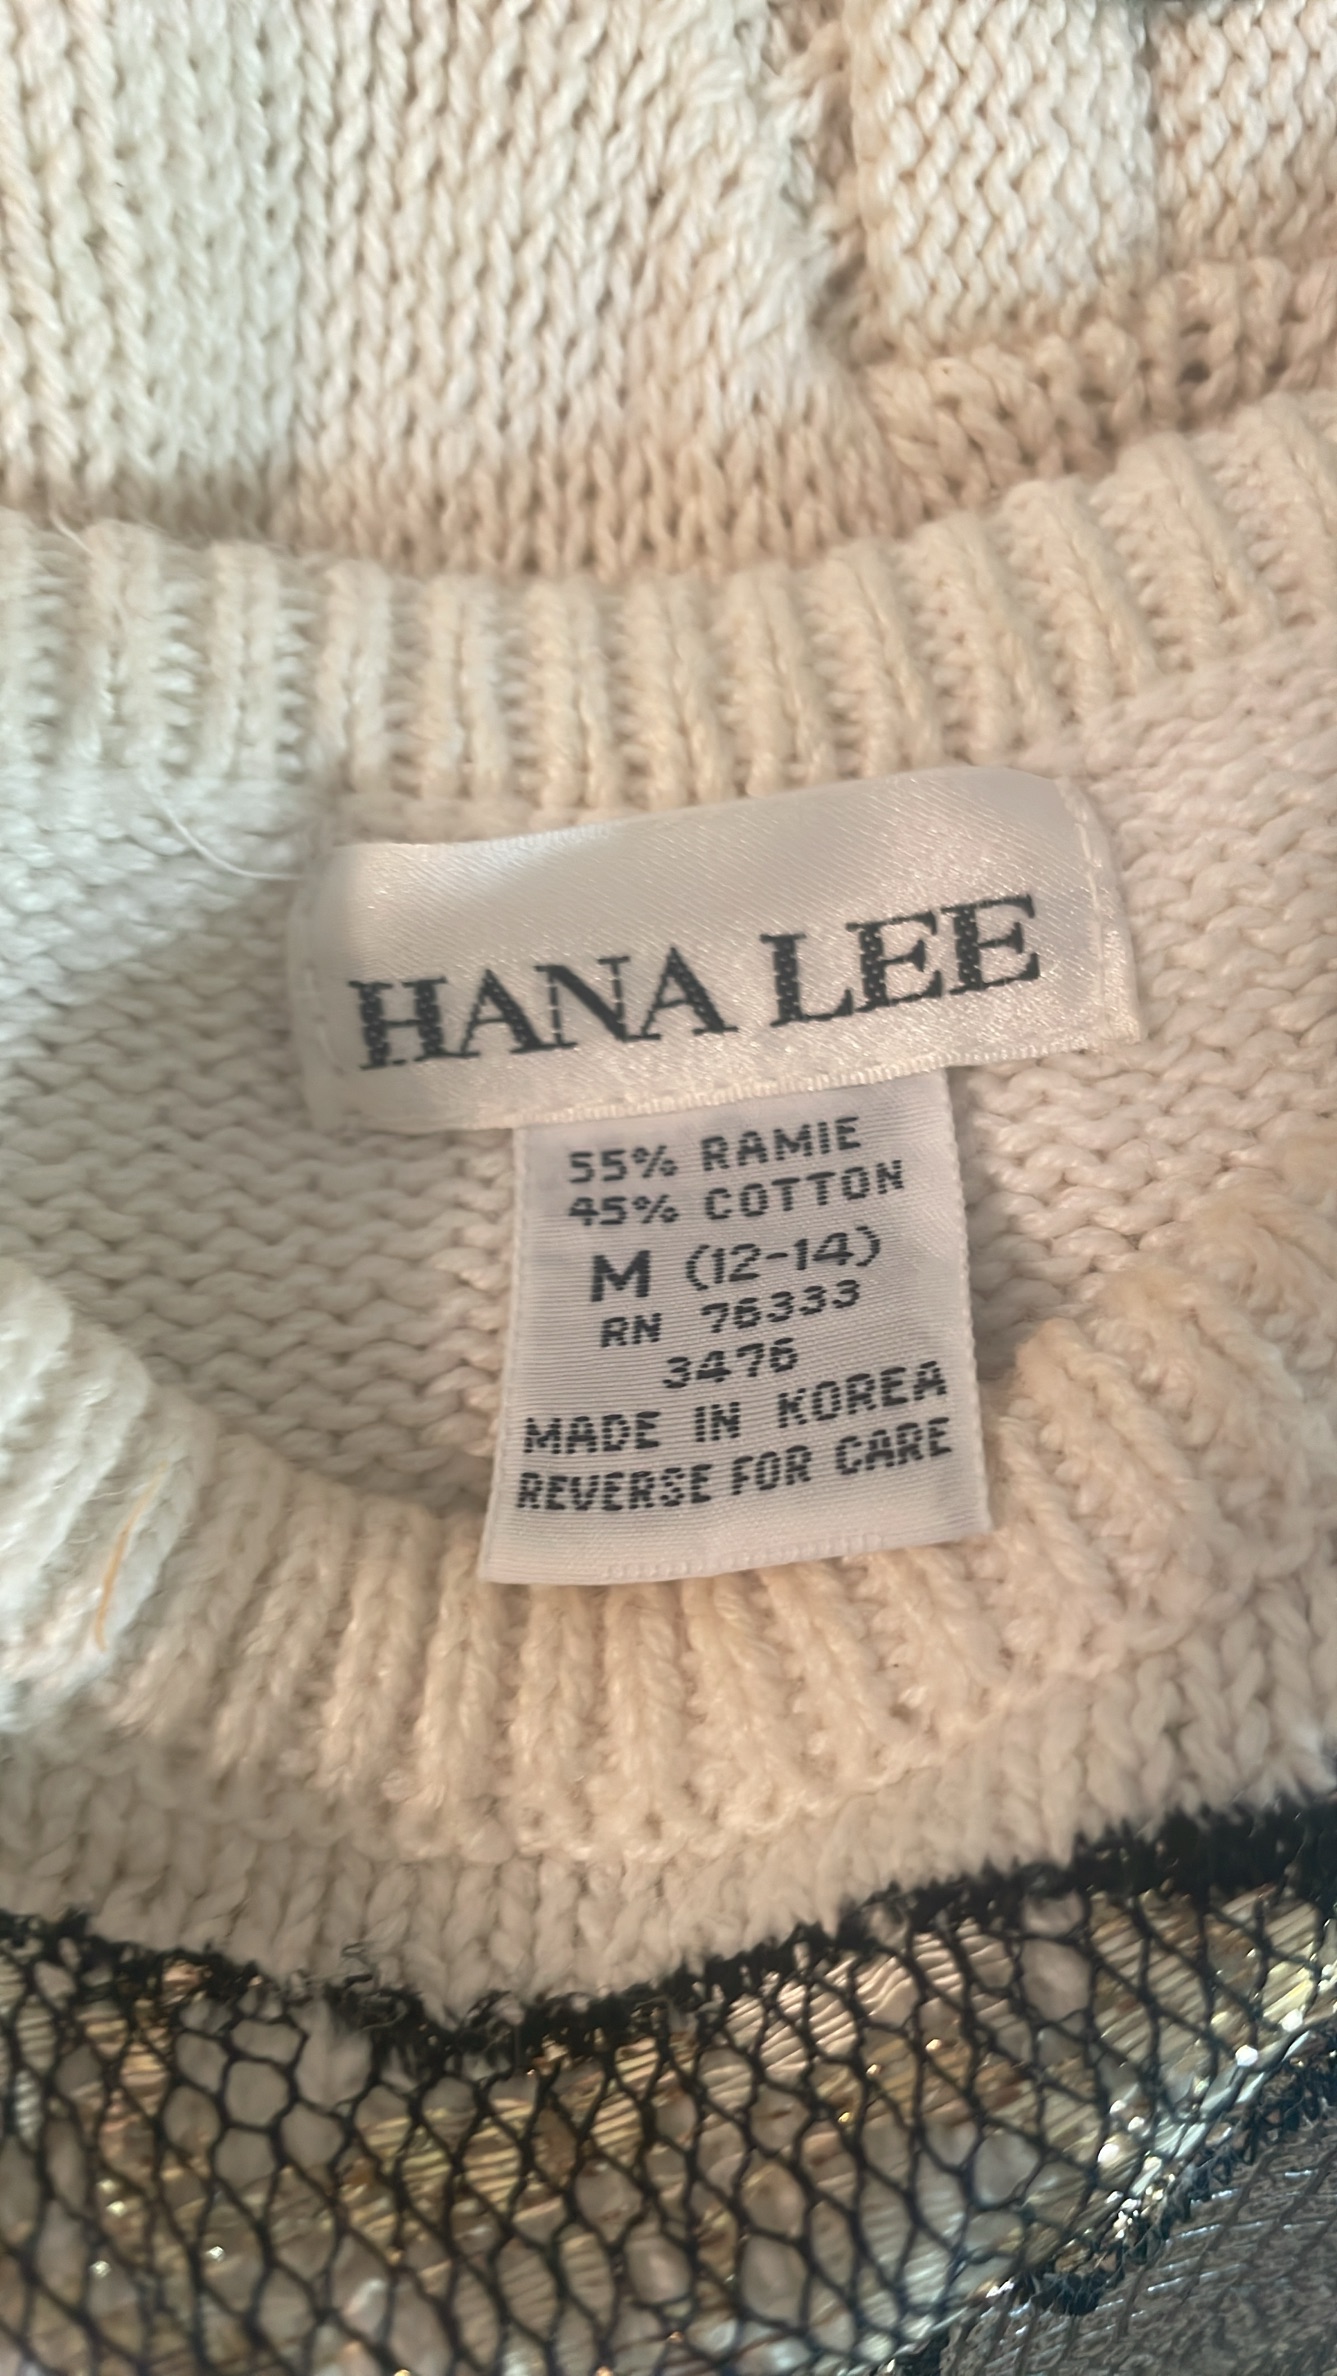 HANA LEE
55% RAMIE
45% COTTON
M (12-14)
RN 76333
3476
MADE IN KOREA
REVERSE FOR CARE